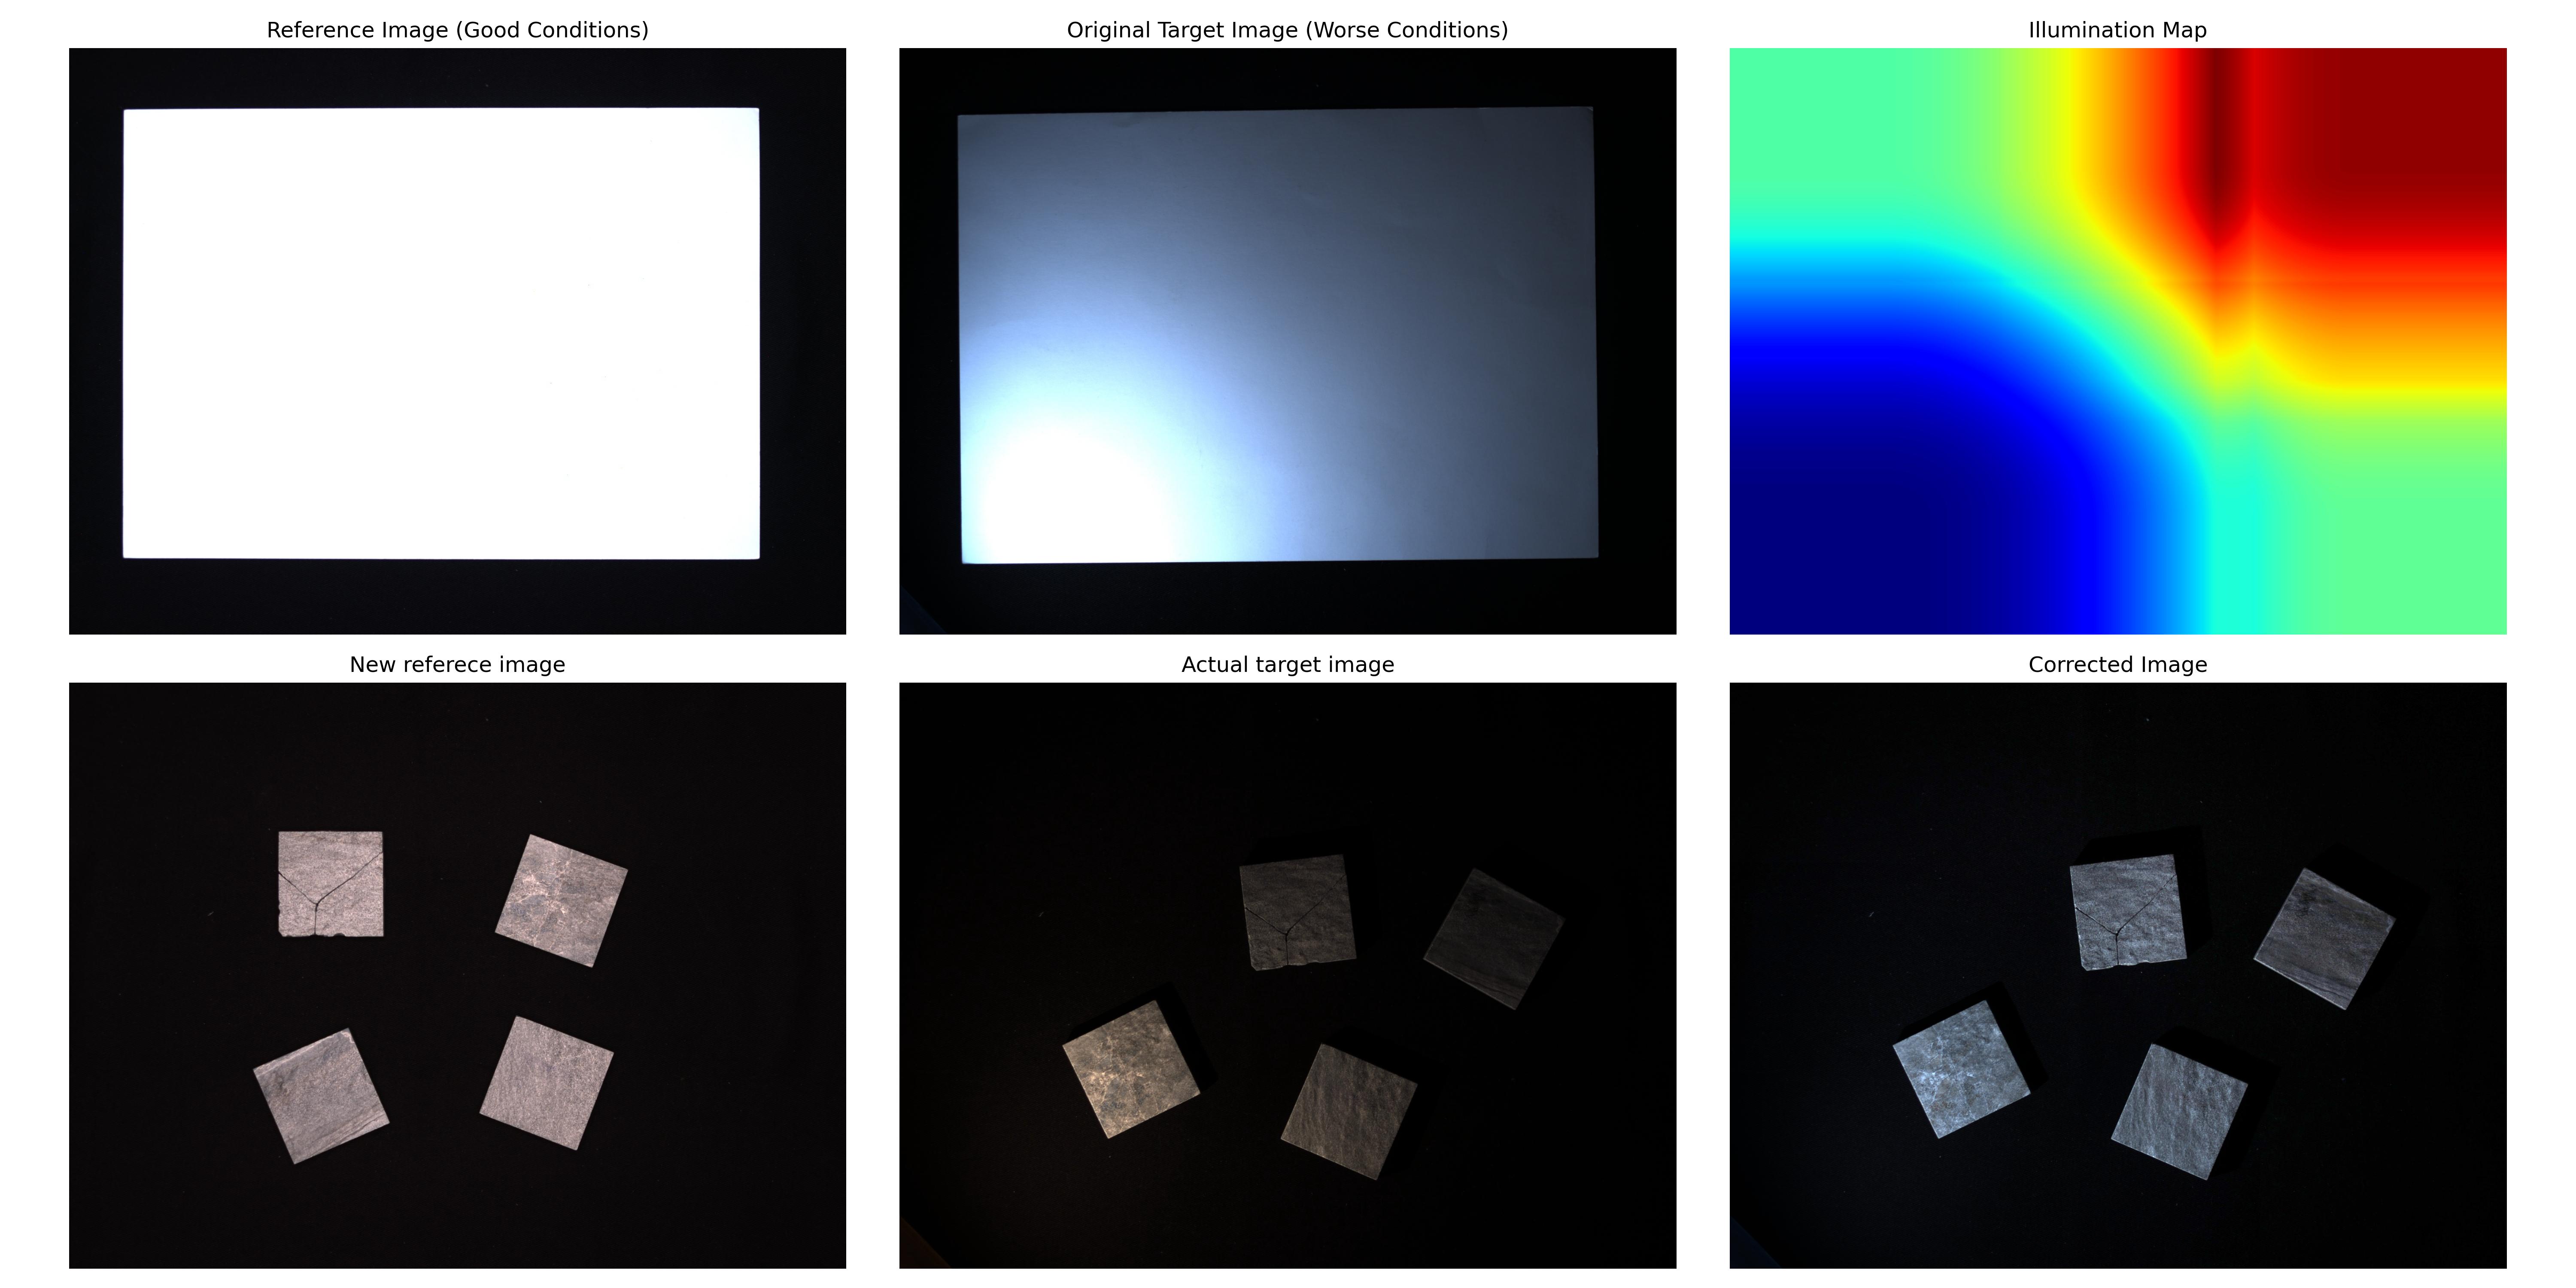 Reference Image (Good Conditions)
Original Target Image (Worse Conditions)
Illumination Map
New referece image
Actual target image
Corrected Image